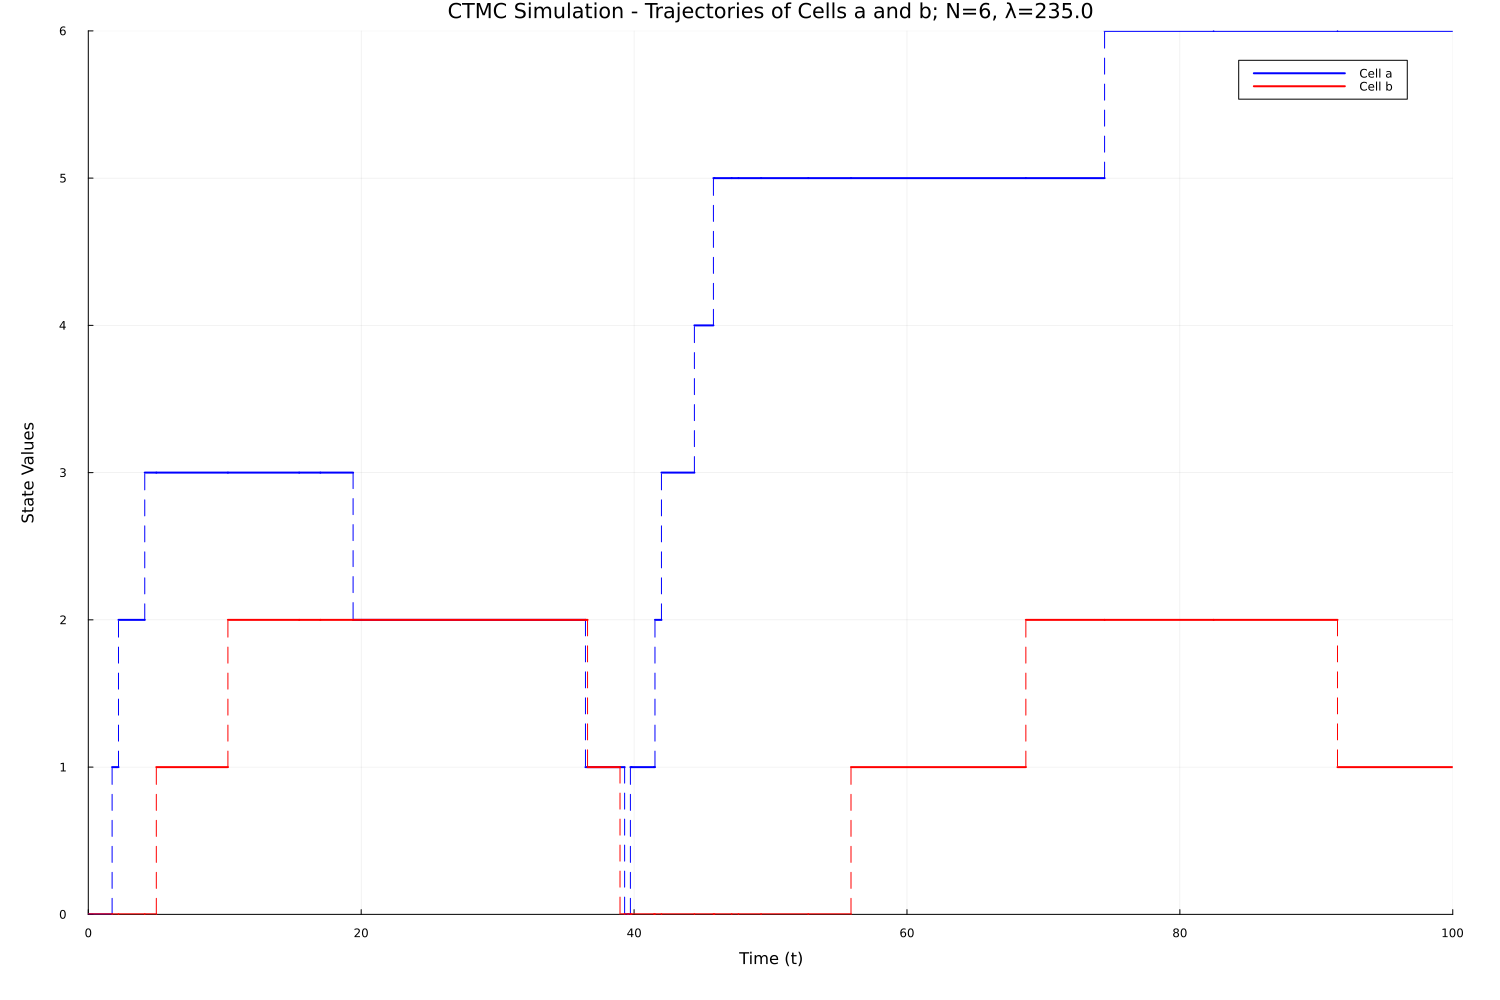 CTMC Simulation - Trajectories of Cells a and b; N=6, λ=235.0
6
Cell a
Cell b
5
4
3
State Values
2
1
0
0 20 40 60 80 100
Time (t)